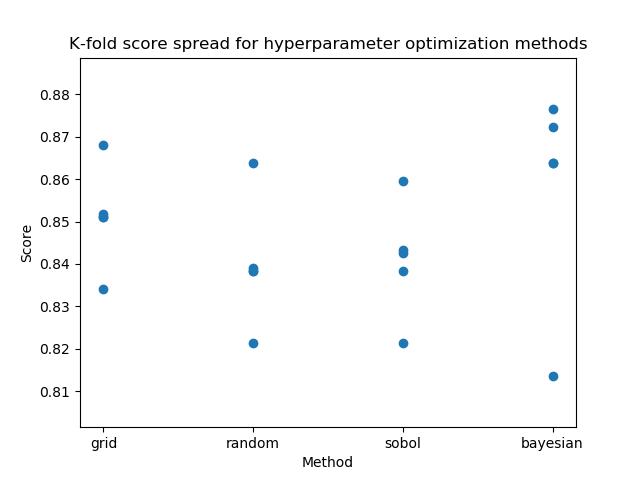 K-fold score spread for hyperparameter optimization methods
0.88
0.87
0.86
0.85
0.84
0.83
0.82
0.81
Score
grid random sobol bayesian
Method